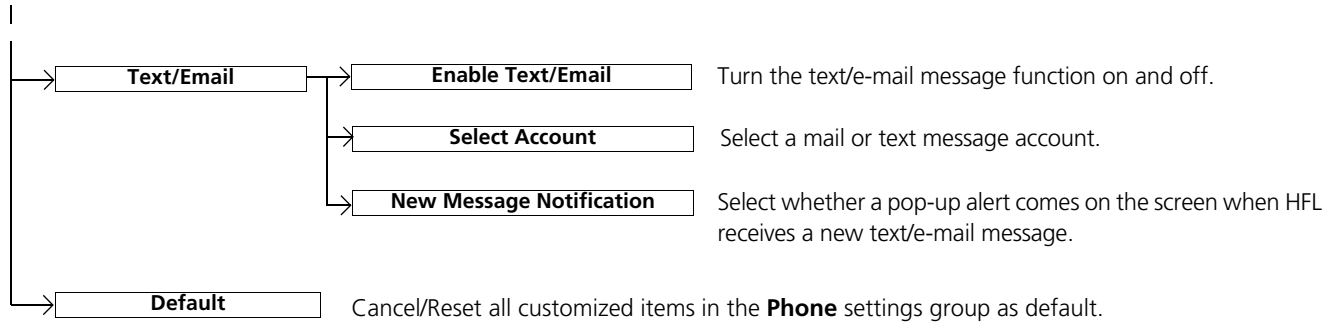 Text/Email
Enable Text/Email
Turn the text/e-mail message function on and off.
Select Account
Select a mail or text message account.
New Message Notification
Select whether a pop-up alert comes on the screen when HFL
receives a new text/e-mail message.
Default
Cancel/Reset all customized items in the Phone settings group as default.